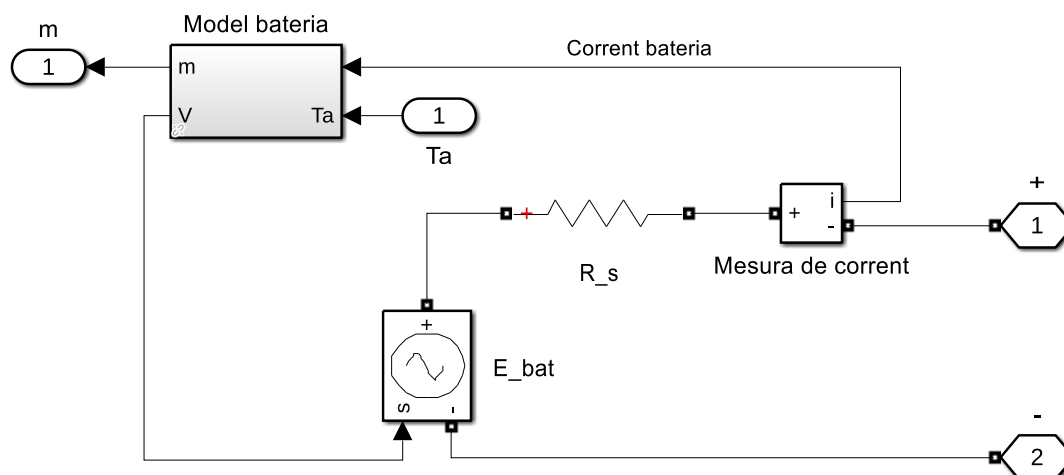 m
Model bateria
Corrent bateria
1
m
V
Ta
1
Ta
+
R_s
+
i
-
Mesura de corrent
+
1
+
s
-
E_bat
-
2